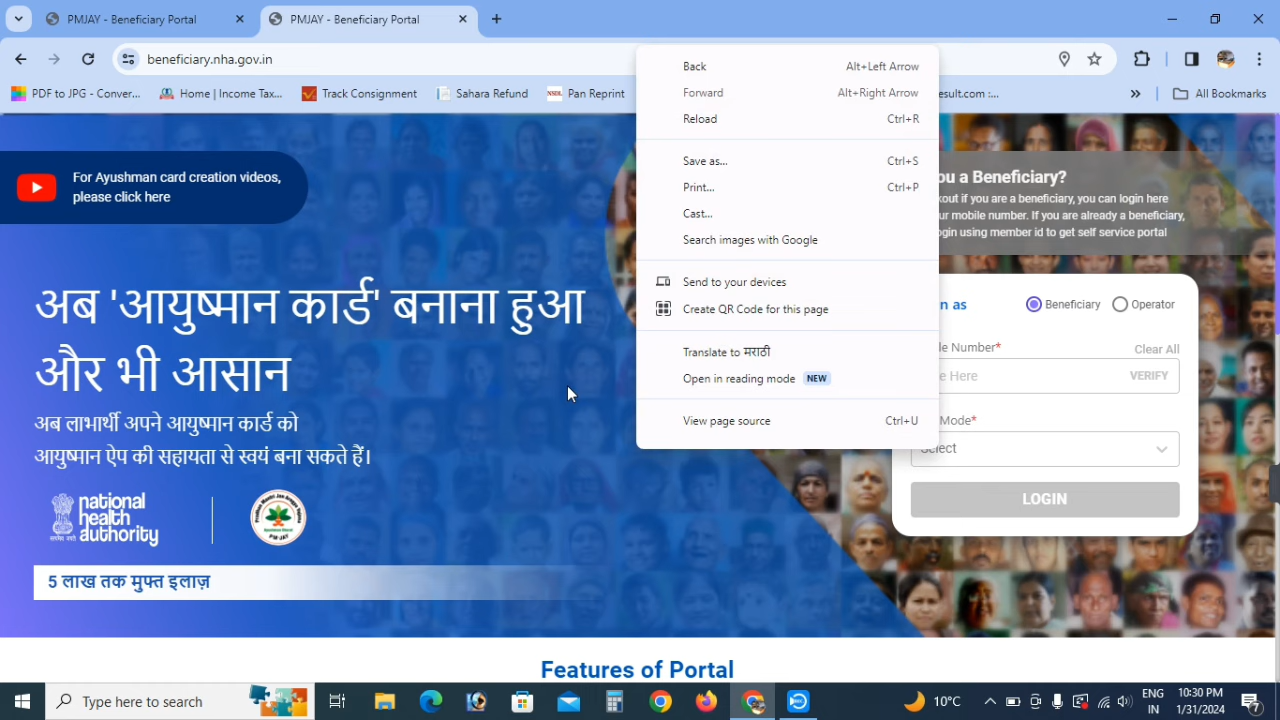 PMJAY - Beneficiary Portal
PMJAY - Beneficiary Portal
beneficiary.nha.gov.in
PDF to JPG - Conver...
Home | Income Tax...
Track Consignment
Sahara Refund
Pan Reprint
esult.com :...
All Bookmarks
For Ayushman card creation videos,
please click here
अब 'आयुष्मान कार्ड' बनाना हुआ
और भी आसान
अब लाभार्थी अपने आयुष्मान कार्ड को
आयुष्मान ऐप की सहायता से स्वयं बना सकते हैं।
national
health
authority
PM-JAY
5 लाख तक मुफ्त इलाज़
Back Alt+Left Arrow
Forward Alt+Right Arrow
Reload Ctrl+R
Save as... Ctrl+S
Print... Ctrl+P
Cast...
Search images with Google
Send to your devices
Create QR Code for this page
Translate to मराठी
Open in reading mode NEW
View page source Ctrl+U
ou a Beneficiary?
kout if you are a beneficiary, you can login here
ur mobile number. If you are already a beneficiary,
ogin using member id to get self service portal
n as Beneficiary Operator
le Number* Clear All
e Here VERIFY
Mode*
Select
LOGIN
Features of Portal
Type here to search
10°C
ENG
IN
10:30 PM
1/31/2024
7